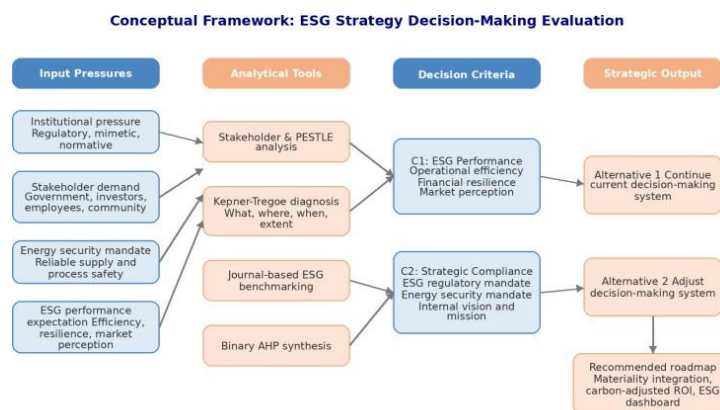 Conceptual Framework: ESG Strategy Decision-Making Evaluation
Input Pressures
Analytical Tools
Decision Criteria
Strategic Output
Institutional pressure
Regulatory, mimetic,
normative
Stakeholder demand
Government, investors,
employees, community
Energy security mandate
Reliable supply and
process safety
ESG performance
expectation Efficiency,
resilience, market
perception
Stakeholder & PESTLE
analysis
Kepner-Tregoe diagnosis
What, where, when,
extent
Journal-based ESG
benchmarking
Binary AHP synthesis
C1: ESG Performance
Operational efficiency
Financial resilience
Market perception
C2: Strategic Compliance
ESG regulatory mandate
Energy security mandate
Internal vision and
mission
Alternative 1 Continue
current decision-making
system
Alternative 2 Adjust
decision-making system
Recommended roadmap
Materiality integration,
carbon-adjusted ROI, ESG
dashboard